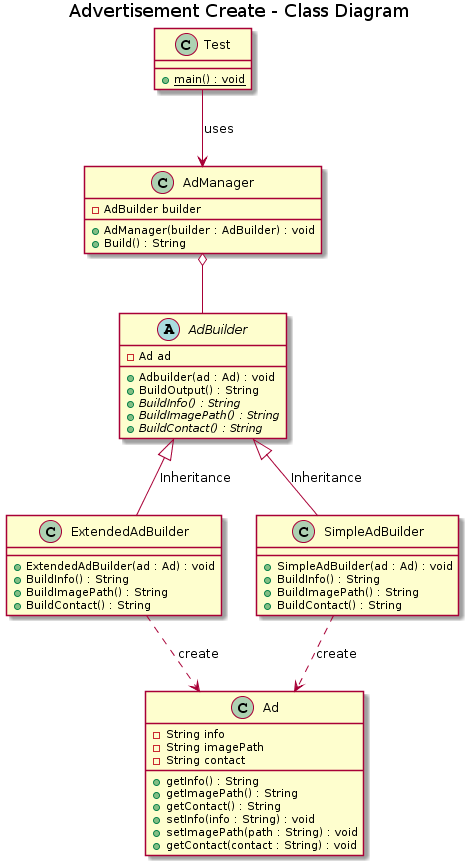 Advertisement Create - Class Diagram
C Test
main() : void
uses
C AdManager
AdBuilder builder
AdManager(builder : AdBuilder) : void
Build() : String
A AdBuilder
Ad ad
Adbuilder(ad : Ad) : void
BuildOutput() : String
BuildInfo() : String
BuildImagePath() : String
BuildContact() : String
Inheritance
Inheritance
C ExtendedAdBuilder
ExtendedAdBuilder(ad : Ad) : void
BuildInfo() : String
BuildImagePath() : String
BuildContact() : String
C SimpleAdBuilder
SimpleAdBuilder(ad : Ad) : void
BuildInfo() : String
BuildImagePath() : String
BuildContact() : String
create
create
C Ad
String info
String imagePath
String contact
getInfo() : String
getImagePath() : String
getContact() : String
setInfo(info : String) : void
setImagePath(path : String) : void
getContact(contact : String) : void